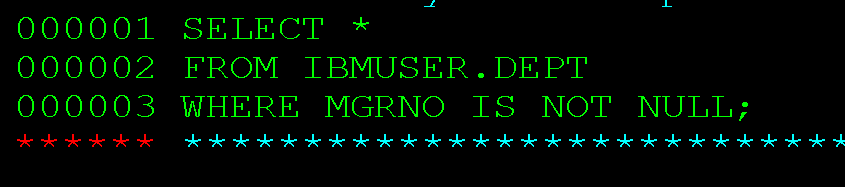 000001 SELECT *
000002 FROM IBMUSER.DEPT
000003 WHERE MGRNO IS NOT NULL;
****** ***************************